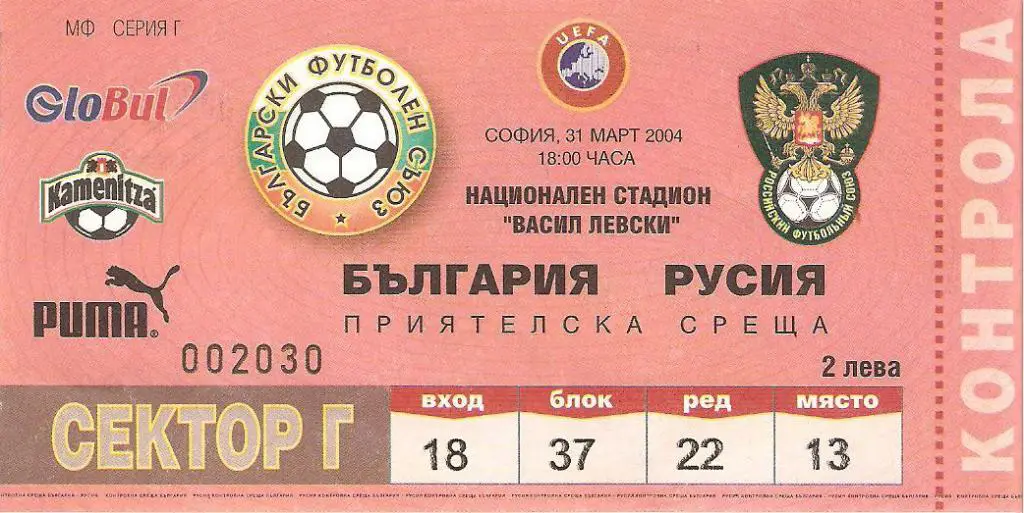 МФ СЕРИЯ Г
GLOBUL
Kamenitza
PUMA
002030
БЪЛГАРСКИ ФУТБОЛЕН СЪЮЗ
UEFA
СОФИЯ, 31 МАРТ 2004
18:00 ЧАСА
НАЦИОНАЛЕН СТАДИОН
"ВАСИЛ ЛЕВСКИ"
РОССИЙСКИЙ ФУТБОЛЬНЫЙ СОЮЗ
БЪЛГАРИЯ РУСИЯ
ПРИЯТЕЛСКА СРЕЩА
2 лева
СЕКТОР Г
вход блок ред място
18 37 22 13
КОНТРОЛА